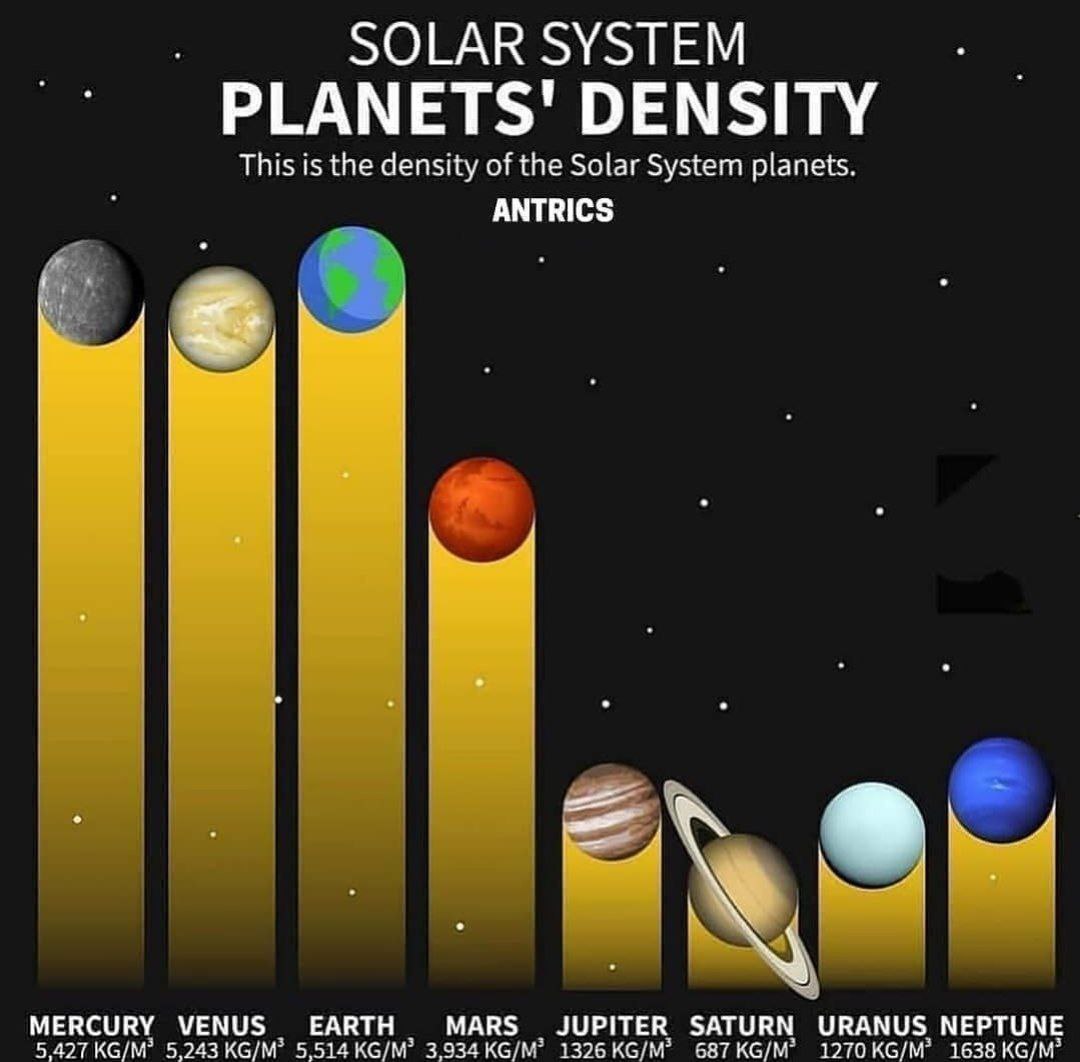 SOLAR SYSTEM
PLANETS' DENSITY
This is the density of the Solar System planets.
ANTRICS
MERCURY VENUS EARTH MARS JUPITER SATURN URANUS NEPTUNE
5,427 KG/M³ 5,243 KG/M³ 5,514 KG/M³ 3,934 KG/M³ 1326 KG/M³ 687 KG/M³ 1270 KG/M³ 1638 KG/M³